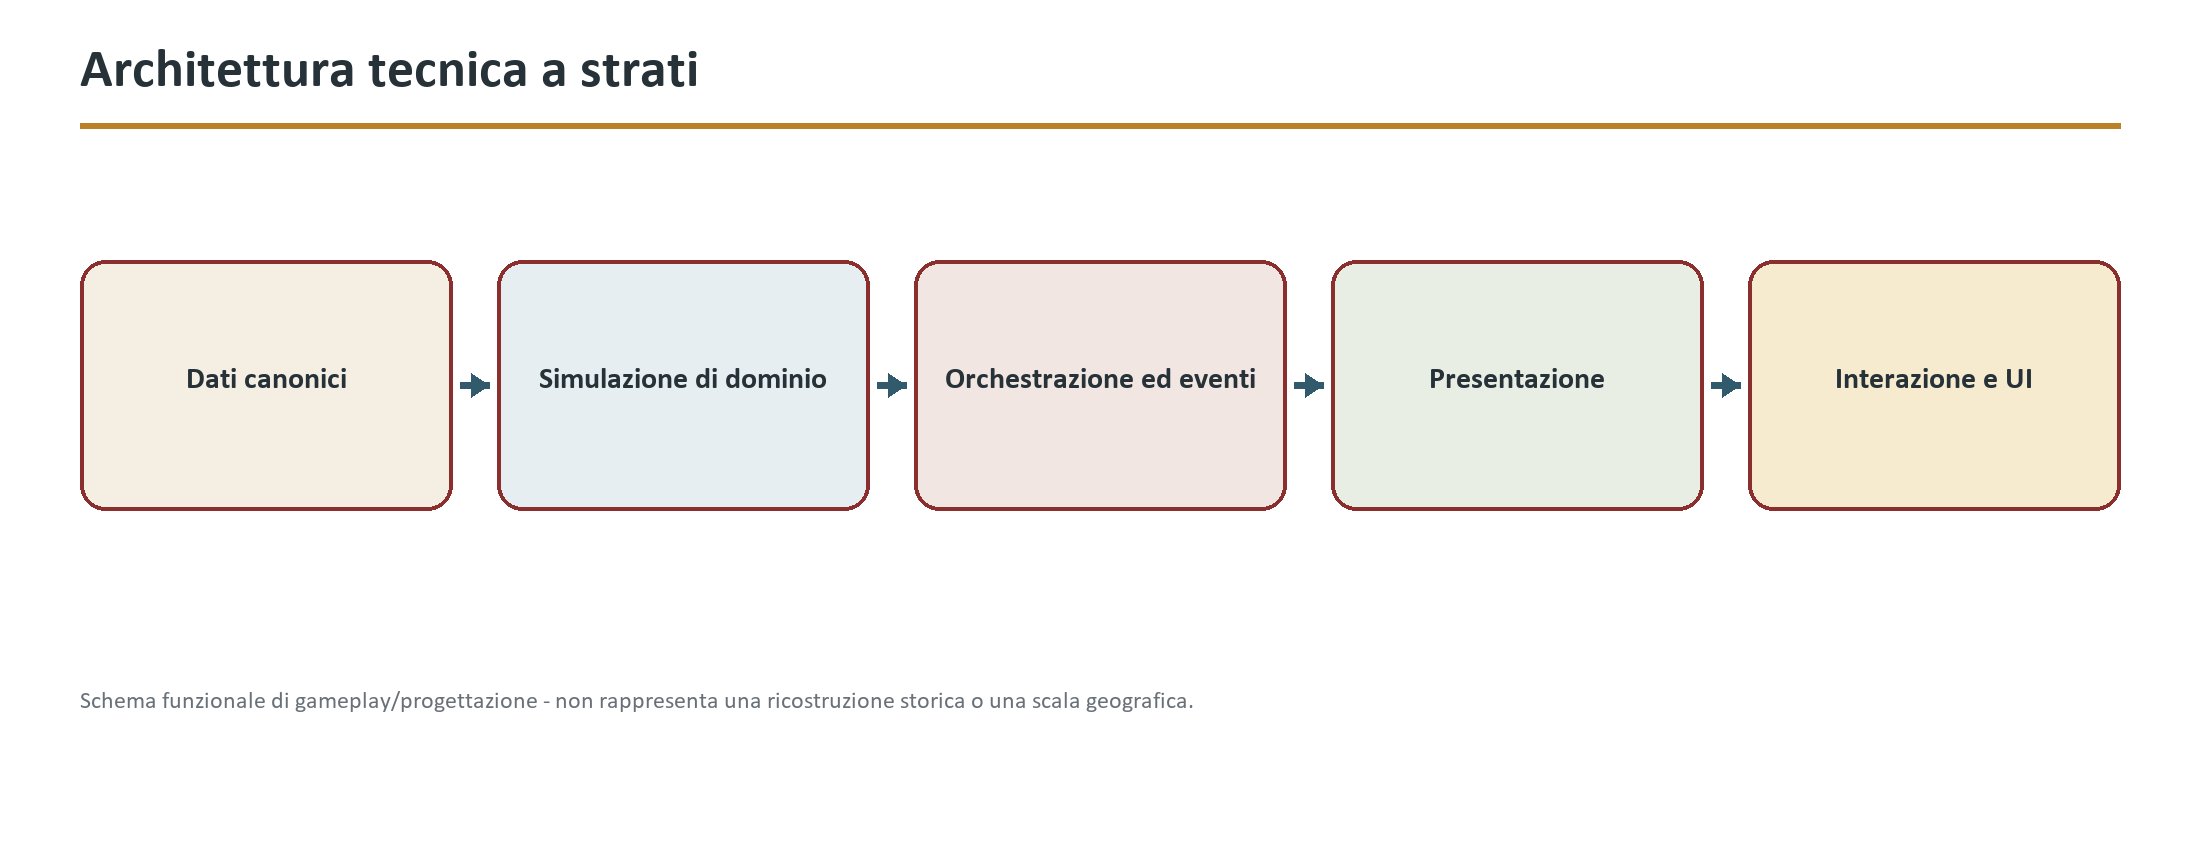 Architettura tecnica a strati
Dati canonici
Simulazione di dominio
Orchestrazione ed eventi
Presentazione
Interazione e UI
Schema funzionale di gameplay/progettazione - non rappresenta una ricostruzione storica o una scala geografica.